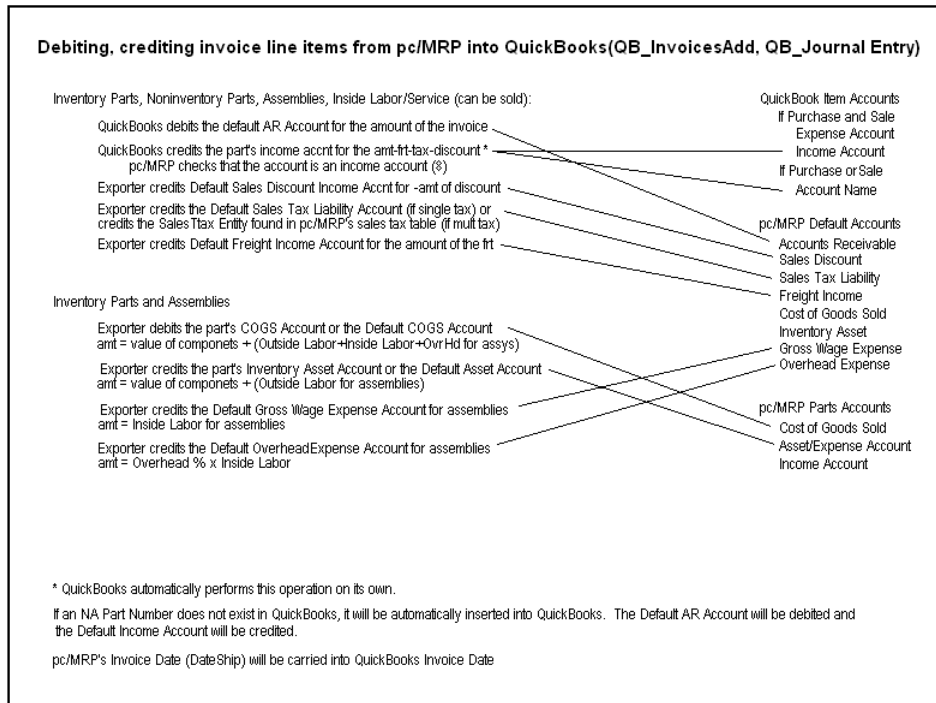 Debiting, crediting invoice line items from pc/MRP into QuickBooks(QB_InvoicesAdd, QB_Journal Entry)
Inventory Parts, Noninventory Parts, Assemblies, Inside Labor/Service (can be sold):
QuickBooks debits the default AR Account for the amount of the invoice
QuickBooks credits the part's income accnt for the amt-frt-tax-discount *
pc/MRP checks that the account is an income account (8)
Exporter credits Default Sales Discount Income Accnt for -amt of discount
Exporter credits the Default Sales Tax Liability Account (if single tax) or
credits the SalesTtax Entity found in pc/MRP's sales tax table (if mult tax)
Exporter credits Default Freight Income Account for the amount of the frt
Inventory Parts and Assemblies
Exporter debits the part's COGS Account or the Default COGS Account
amt = value of componets + (Outside Labor+Inside Labor+OvrHd for assys)
Exporter credits the part's Inventory Asset Account or the Default Asset Account
amt = value of componets + (Outside Labor for assemblies)
Exporter credits the Default Gross Wage Expense Account for assemblies
amt = Inside Labor for assemblies
Exporter credits the Default OverheadExpense Account for assemblies
amt = Overhead % x Inside Labor
QuickBook Item Accounts
If Purchase and Sale
Expense Account
Income Account
If Purchase or Sale
Account Name
pc/MRP Default Accounts
Accounts Receivable
Sales Discount
Sales Tax Liability
Freight Income
Cost of Goods Sold
Inventory Asset
Gross Wage Expense
Overhead Expense
pc/MRP Parts Accounts
Cost of Goods Sold
Asset/Expense Account
Income Account
* QuickBooks automatically performs this operation on its own.
If an NA Part Number does not exist in QuickBooks, it will be automatically inserted into QuickBooks.  The Default AR Account will be debited and
the Default Income Account will be credited.
pc/MRP's Invoice Date (DateShip) will be carried into QuickBooks Invoice Date